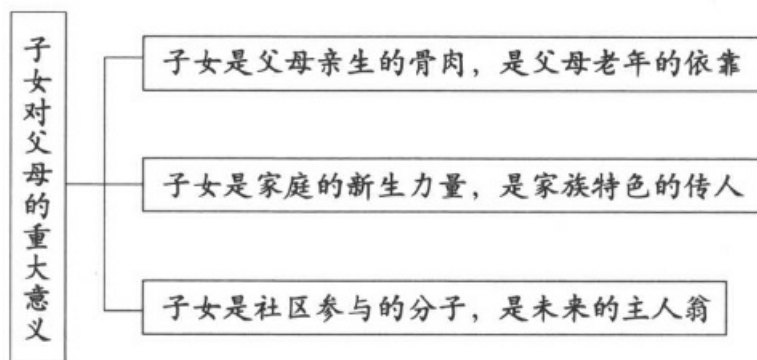 子女对父母的重大意义
子女是父母亲生的骨肉，是父母老年的依靠
子女是家庭的新生力量，是家族特色的传人
子女是社区参与的分子，是未来的主人翁